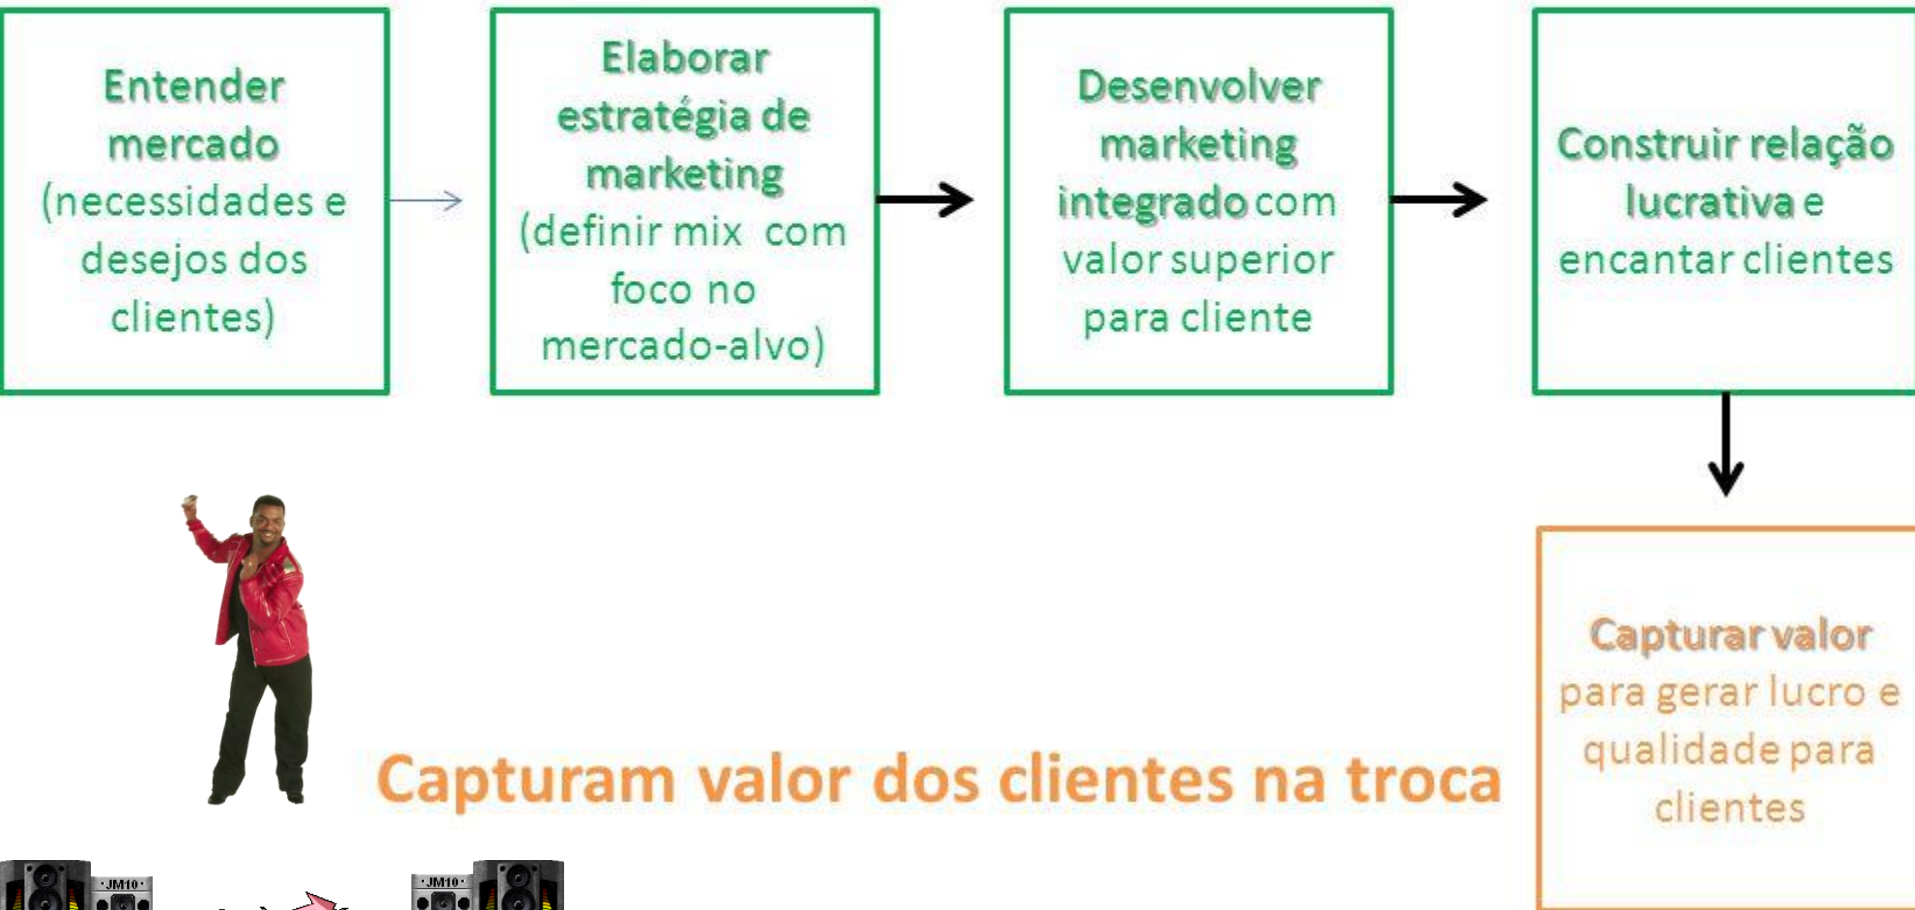 Entender
mercado
(necessidades e
desejos dos
clientes)
Elaborar
estratégia de
marketing
(definir mix com
foco no
mercado-alvo)
Desenvolver
marketing
integrado com
valor superior
para cliente
Construir relação
lucrativa e
encantar clientes
Capturar valor
para gerar lucro e
qualidade para
clientes
Capturam valor dos clientes na troca
·JM10·
·JM10·